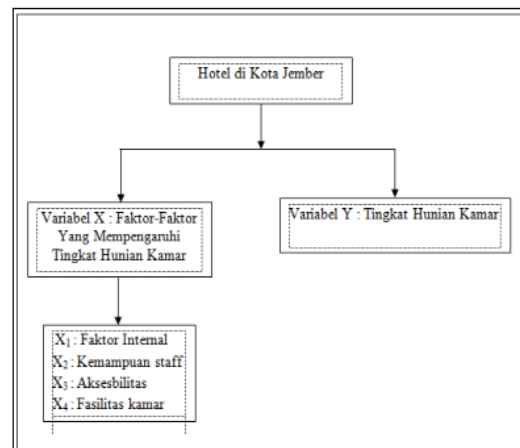 Hotel di Kota Jember
Variabel X : Faktor-Faktor
Yang Mempengaruhi
Tingkat Hunian Kamar
Variabel Y : Tingkat Hunian Kamar
X₁ : Faktor Internal
X₂ : Kemampuan staff
X₃ : Aksesbilitas
X₄ : Fasilitas kamar